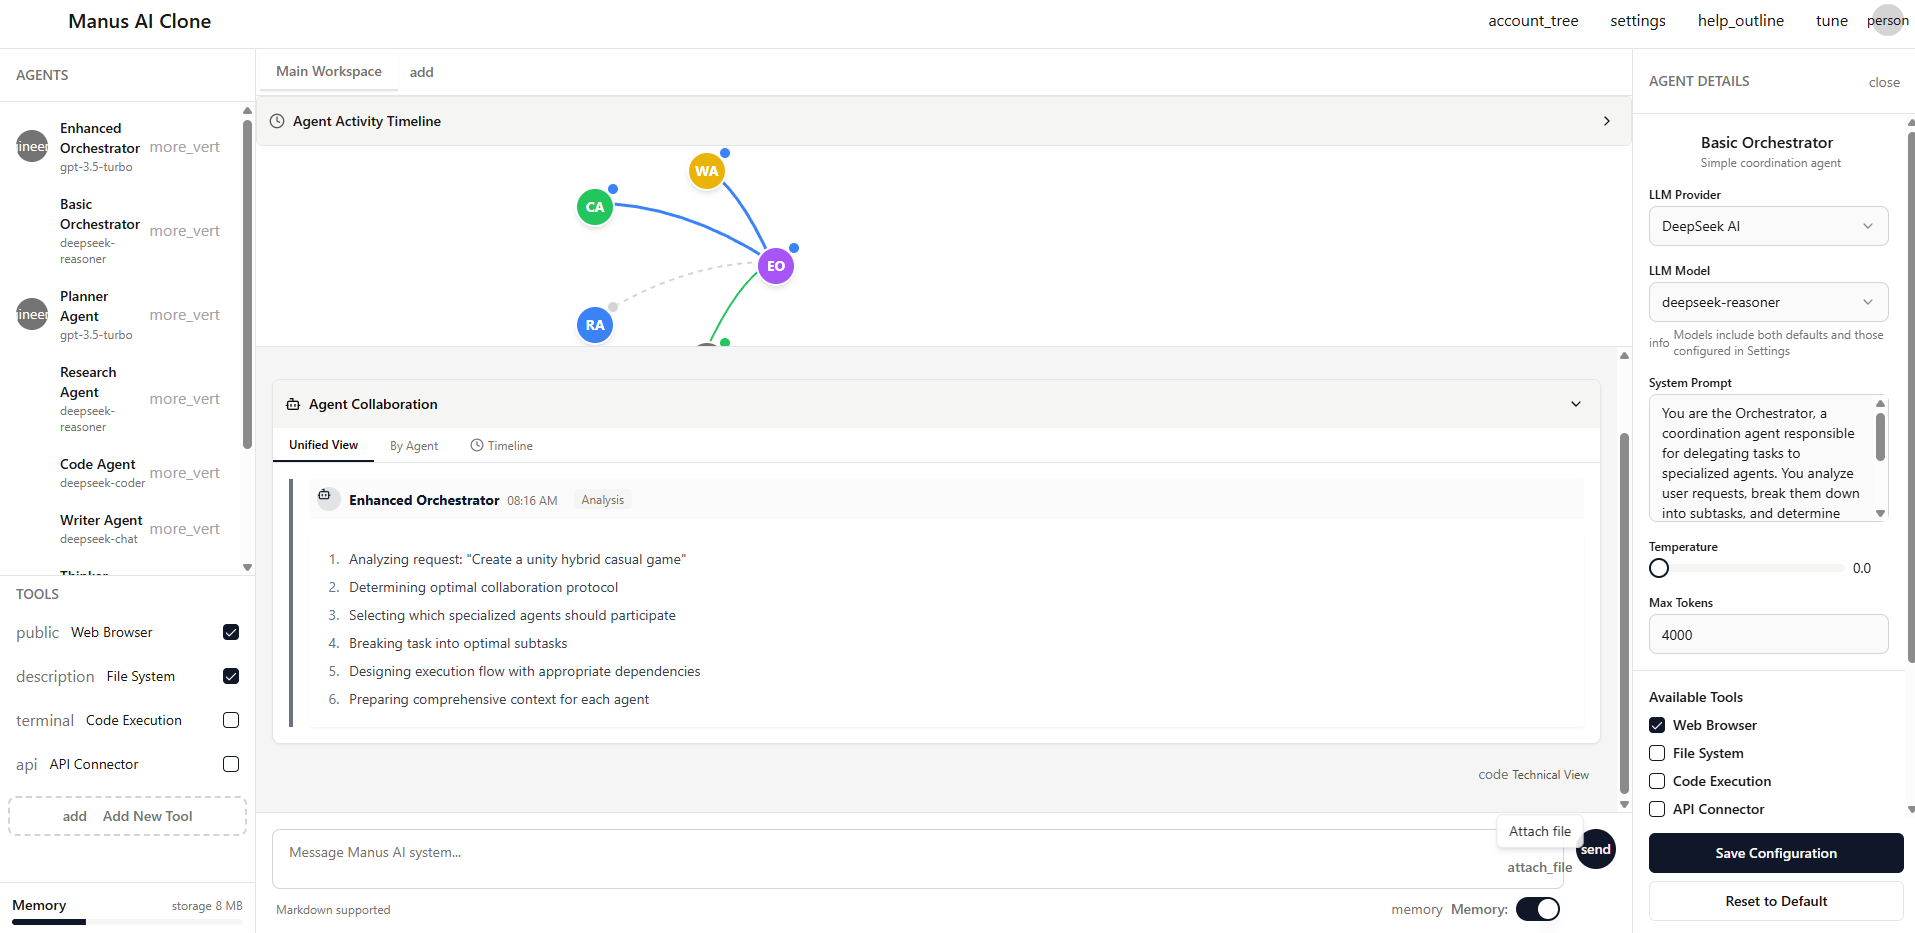 Manus AI Clone
account_tree
settings
help_outline
tune
person
AGENTS
Enhanced
Orchestrator
gpt-3.5-turbo
more_vert
Basic
Orchestrator
deepseek-
reasoner
more_vert
Planner
Agent
gpt-3.5-turbo
more_vert
Research
Agent
deepseek-
reasoner
more_vert
Code Agent
deepseek-coder
more_vert
Writer Agent
deepseek-chat
more_vert
TOOLS
public Web Browser
description File System
terminal Code Execution
api API Connector
add Add New Tool
Memory
storage 8 MB
Main Workspace
add
Agent Activity Timeline
WA
CA
EO
RA
Agent Collaboration
Unified View
By Agent
Timeline
Enhanced Orchestrator 08:16 AM Analysis
1. Analyzing request: "Create a unity hybrid casual game"
2. Determining optimal collaboration protocol
3. Selecting which specialized agents should participate
4. Breaking task into optimal subtasks
5. Designing execution flow with appropriate dependencies
6. Preparing comprehensive context for each agent
code Technical View
Message Manus AI system...
Attach file
attach_file
send
Markdown supported
memory Memory:
AGENT DETAILS
close
Basic Orchestrator
Simple coordination agent
LLM Provider
DeepSeek AI
LLM Model
deepseek-reasoner
info Models include both defaults and those
configured in Settings
System Prompt
You are the Orchestrator, a
coordination agent responsible
for delegating tasks to
specialized agents. You analyze
user requests, break them down
into subtasks, and determine
Temperature
0.0
Max Tokens
4000
Available Tools
Web Browser
File System
Code Execution
API Connector
Save Configuration
Reset to Default